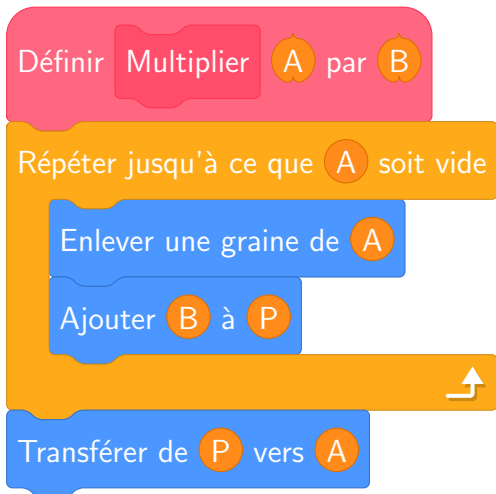 Définir Multiplier A par B
Répéter jusqu'à ce que A soit vide
Enlever une graine de A
Ajouter B à P
Transférer de P vers A